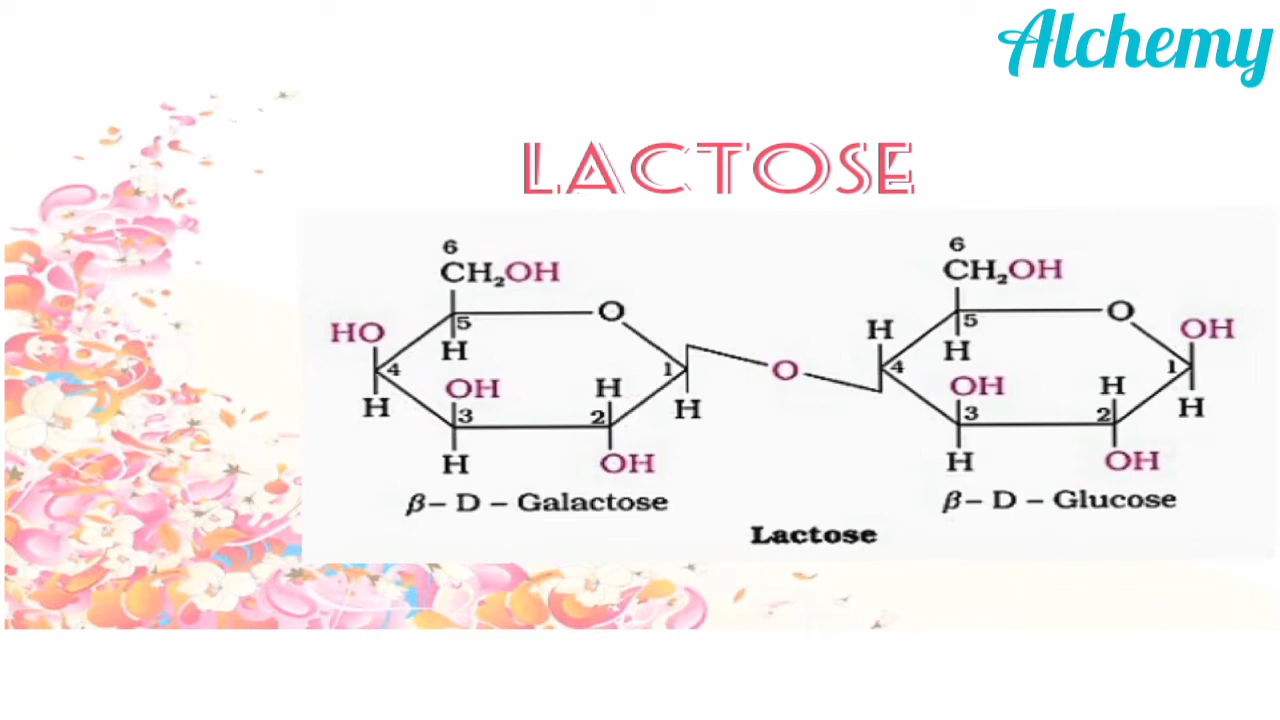 Alchemy
LACTOSE
6 6
CH₂OH CH₂OH
HO 5 O H 5 O OH
H H
4 OH H 1 O 4 OH H 1
H 3 2 H 3 2 H
H OH H OH
β– D – Galactose β– D – Glucose
Lactose